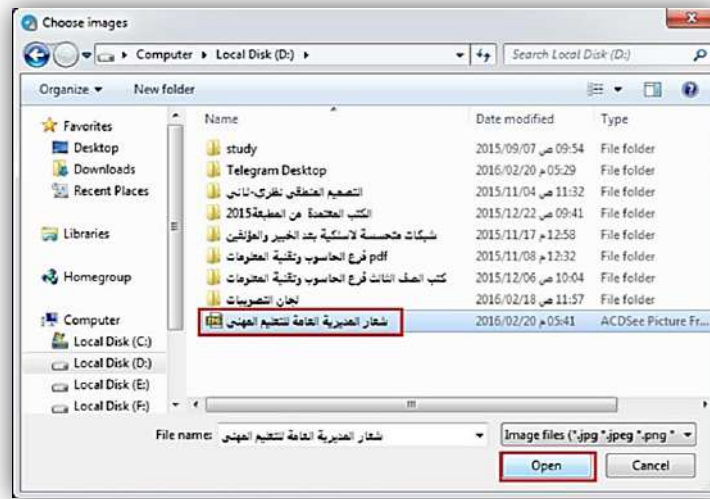 Choose images
Computer ▸ Local Disk (D:) ▸
Search Local Disk (D:)
Organize
New folder
Name
Date modified
Type
Favorites
Desktop
Downloads
Recent Places
Libraries
Homegroup
Computer
Local Disk (C:)
Local Disk (D:)
Local Disk (E:)
Local Disk (F:)
study 2015/09/07 ص 09:54 File folder
Telegram Desktop 2016/02/20 م 05:29 File folder
التصميم المنطقي نظري-ثاني 2015/11/04 ص 11:32 File folder
الكتب المعتمدة من المطبعة2015 2015/12/22 ص 09:41 File folder
شبكات متحسسة لاسلكية بعد الخبير والمؤلفين 2015/11/17 م 12:58 File folder
pdf فرع الحاسوب وتقنية المعلومات 2015/11/08 م 12:32 File folder
كتب الصف الثالث فرع الحاسوب وتقنية المعلومات 2015/12/06 ص 10:04 File folder
لجان التصريبات 2016/02/18 ص 11:57 File folder
شعار المديرية العامة للتعليم المهني 2016/02/20 م 05:41 ACDSee Picture Fr...
File name: شعار المديرية العامة للتعليم المهني
Image files (*.jpg *.jpeg *.png *
Open
Cancel